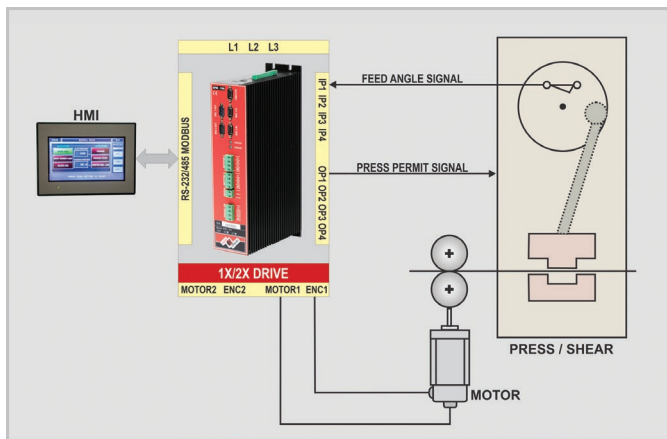 L1 L2 L3
HMI
RS-232/485 MODBUS
IP1 IP2 IP3 IP4
OP1 OP2 OP3 OP4
FEED ANGLE SIGNAL
PRESS PERMIT SIGNAL
1X/2X DRIVE
MOTOR2 ENC2 MOTOR1 ENC1
MOTOR
PRESS / SHEAR